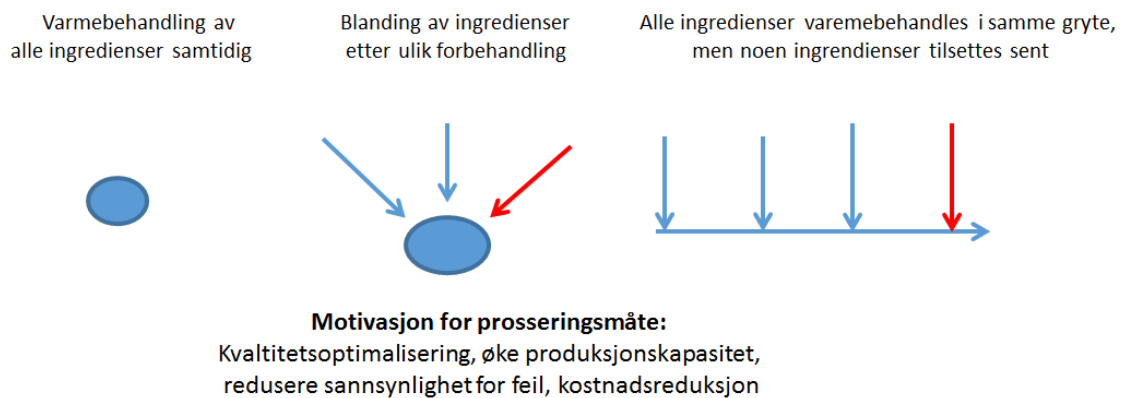 Varmebehandling av
alle ingredienser samtidig
Blanding av ingredienser
etter ulik forbehandling
Alle ingredienser varemebehandles i samme gryte,
men noen ingrendienser tilsettes sent
Motivasjon for prosseringsmåte:
Kvaltitetsoptimalisering, øke produksjonskapasitet,
redusere sannsynlighet for feil, kostnadsreduksjon